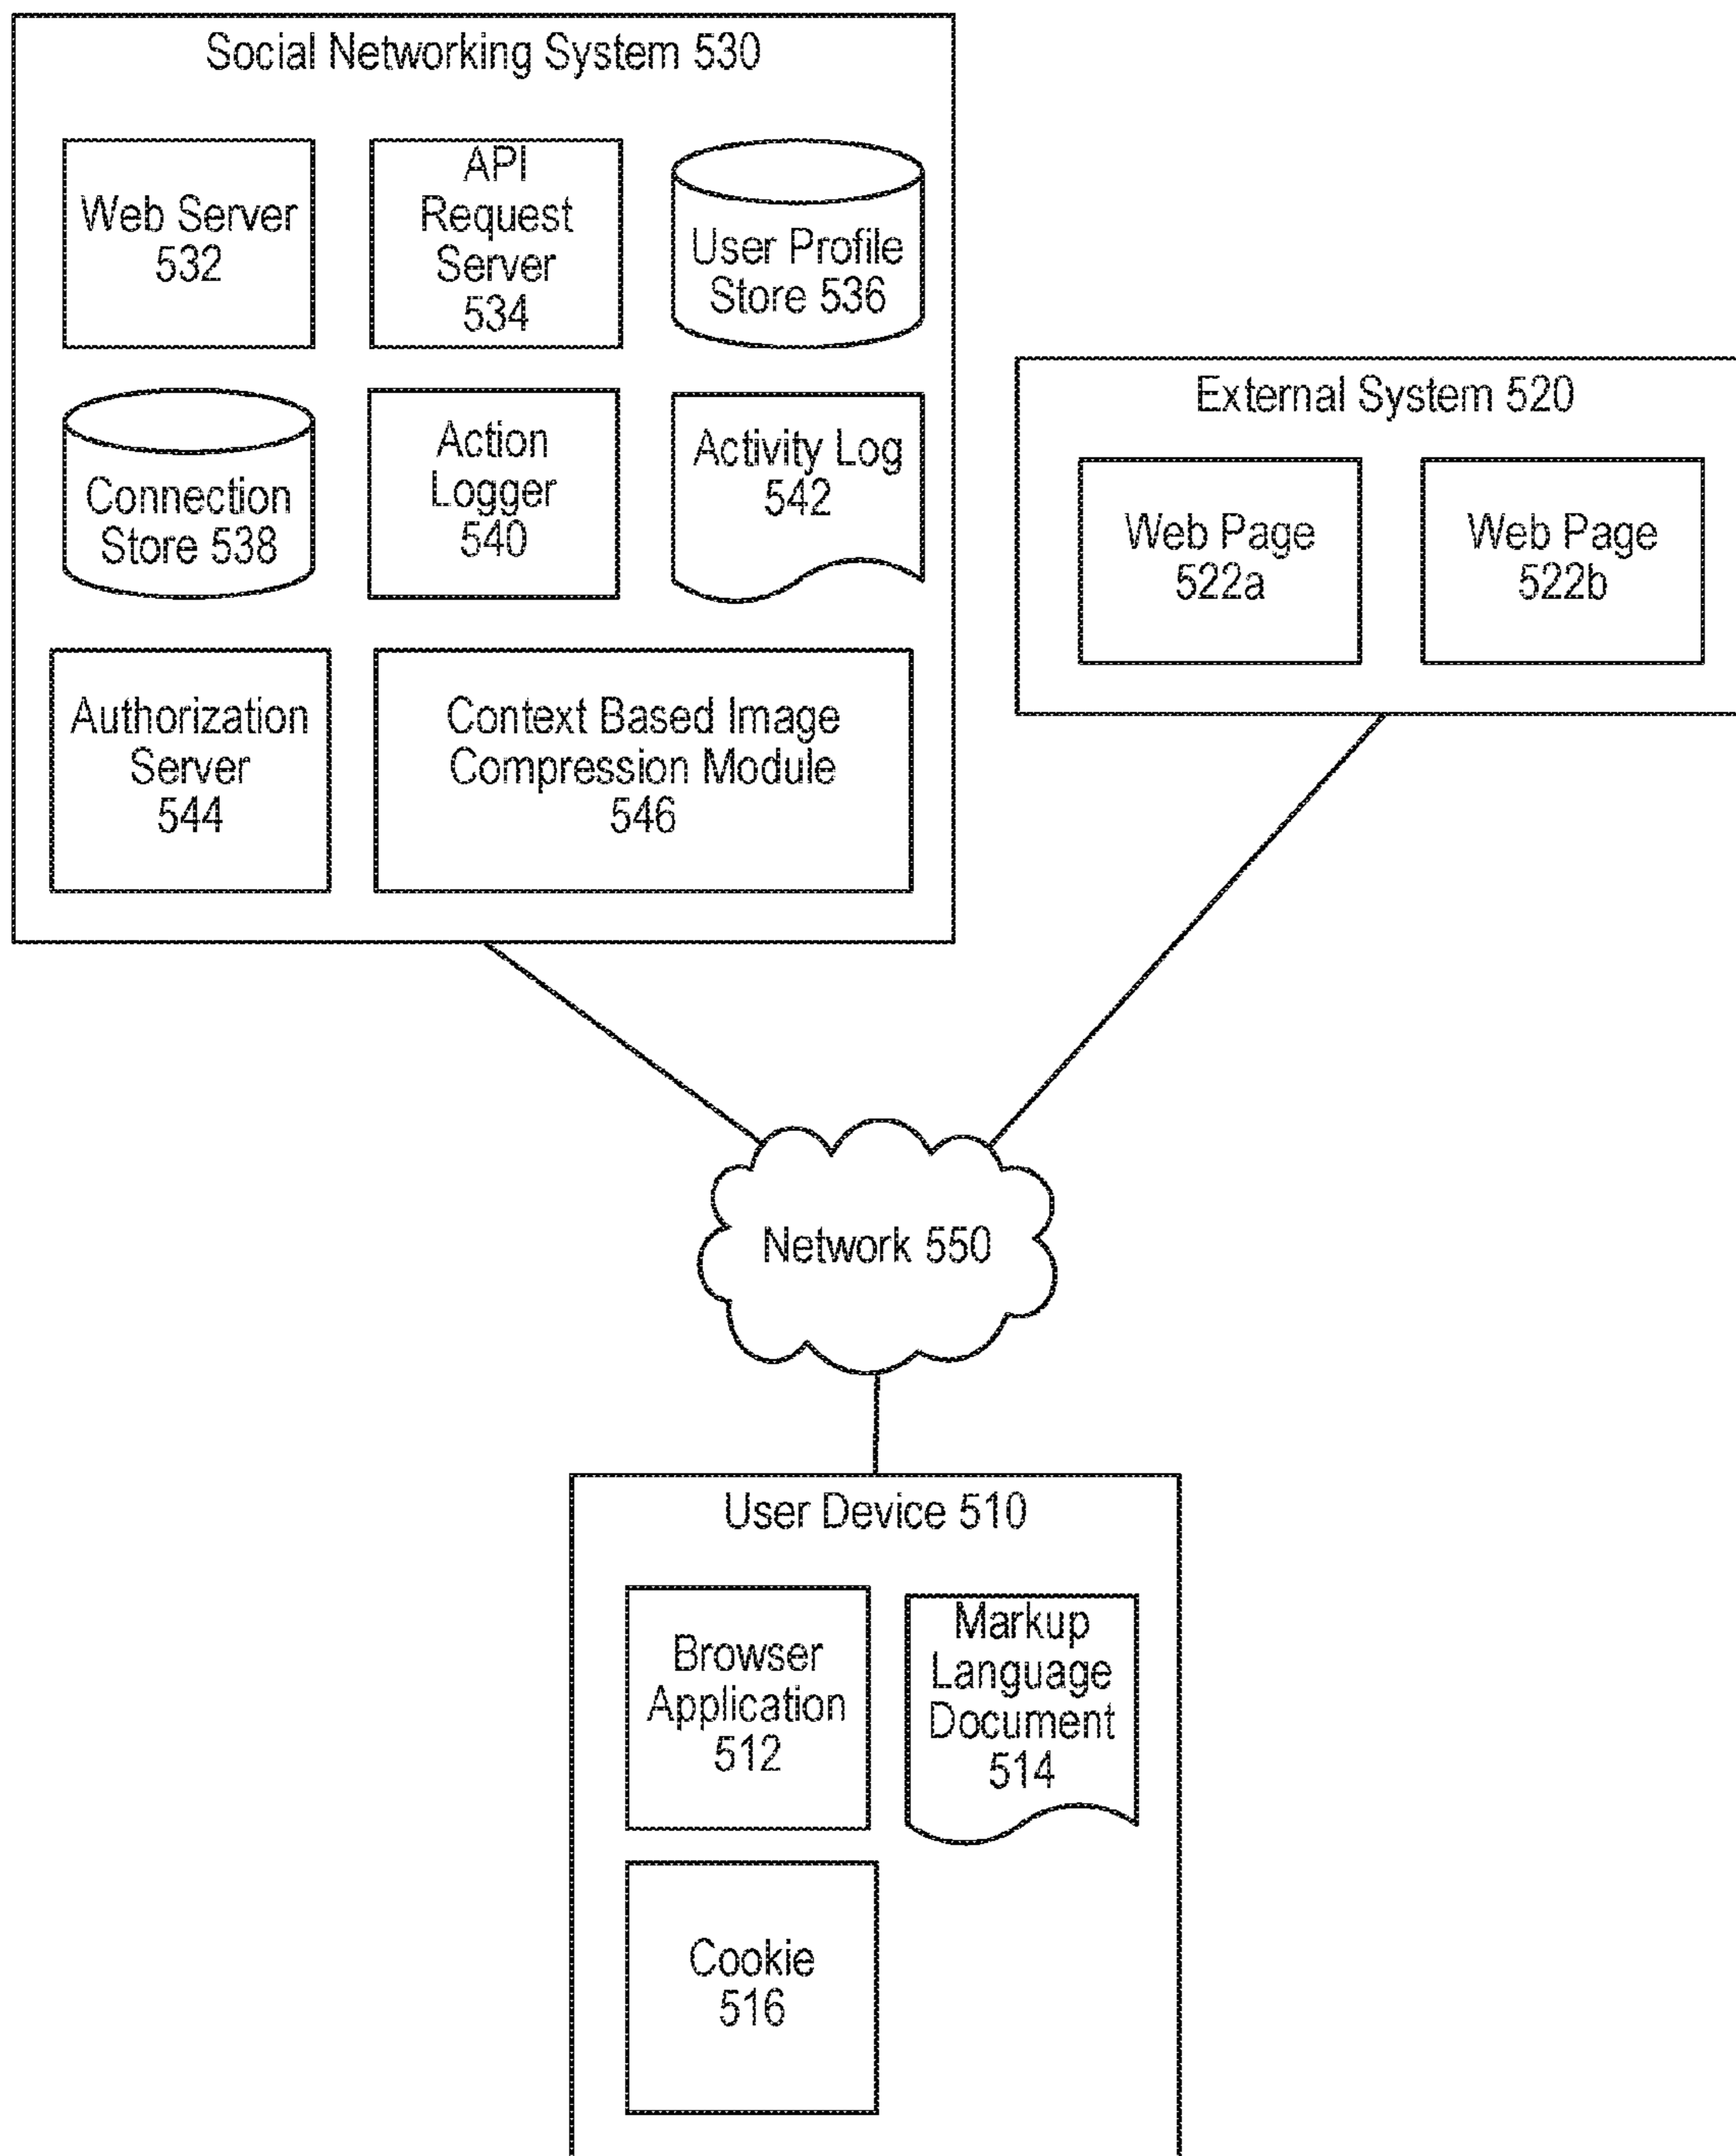 Social Networking System 530
Web Server
532
API
Request
Server
534
User Profile
Store 536
Connection
Store 538
Action
Logger
540
Activity Log
542
Authorization
Server
544
Context Based Image
Compression Module
546
External System 520
Web Page
522a
Web Page
522b
Network 550
User Device 510
Browser
Application
512
Markup
Language
Document
514
Cookie
516